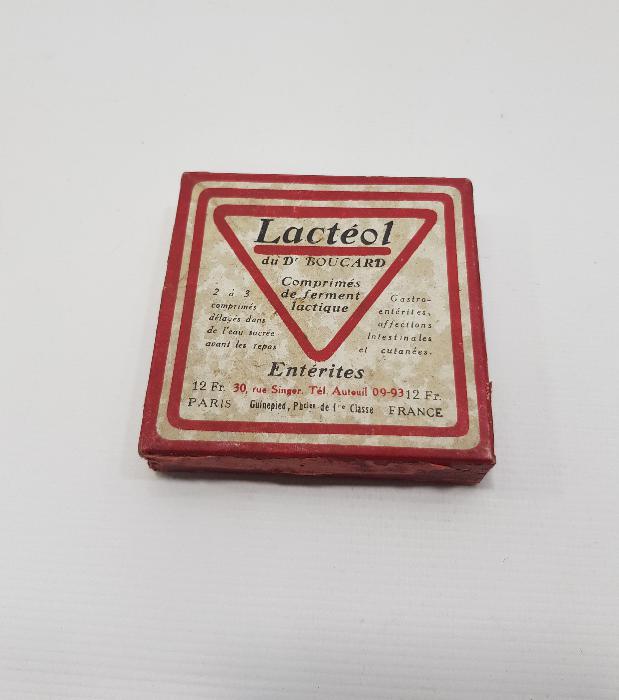 Lactéol
du Dr BOUCARD
Comprimés
de ferment
lactique
2 à 3
comprimés
délayés dans
de l'eau sucrée
avant les repas
Gastro-
entérites,
affections
intestinales
et cutanées.
Entérites
12 Fr. 30, rue Singer. Tél. Auteuil 09-93 12 Fr.
PARIS Guinepied, Phcien de 1re Classe FRANCE